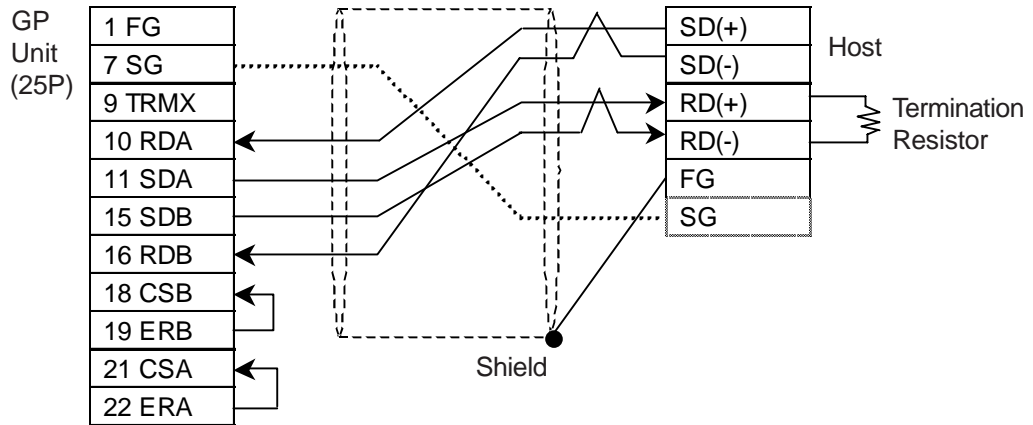 GP
Unit
(25P)
1 FG
7 SG
9 TRMX
10 RDA
11 SDA
15 SDB
16 RDB
18 CSB
19 ERB
21 CSA
22 ERA
Shield
SD(+)
SD(-)
RD(+)
RD(-)
FG
SG
Host
Termination
Resistor